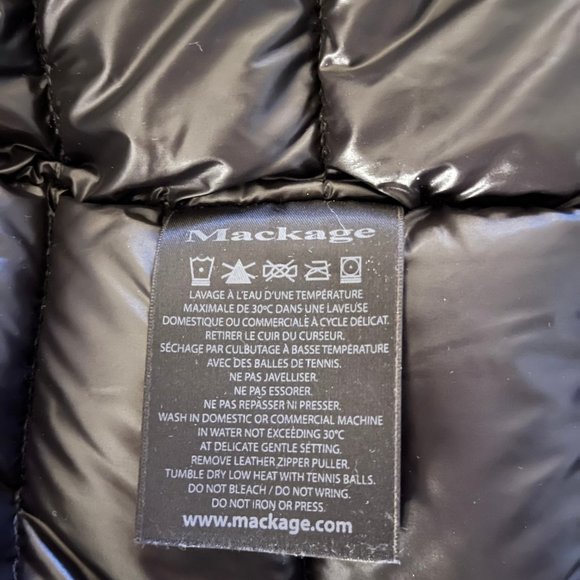 Mackage
LAVAGE À L'EAU D'UNE TEMPÉRATURE
MAXIMALE DE 30°C DANS UNE LAVEUSE
DOMESTIQUE OU COMMERCIALE À CYCLE DÉLICAT.
RETIRER LE CUIR DU CURSEUR.
SÉCHAGE PAR CULBUTAGE À BASSE TEMPÉRATURE
AVEC DES BALLES DE TENNIS.
NE PAS JAVELLISER.
NE PAS ESSORER.
NE PAS REPASSER NI PRESSER.
WASH IN DOMESTIC OR COMMERCIAL MACHINE
IN WATER NOT EXCEEDING 30°C
AT DELICATE GENTLE SETTING.
REMOVE LEATHER ZIPPER PULLER.
TUMBLE DRY LOW HEAT WITH TENNIS BALLS.
DO NOT BLEACH / DO NOT WRING.
DO NOT IRON OR PRESS.
www.mackage.com